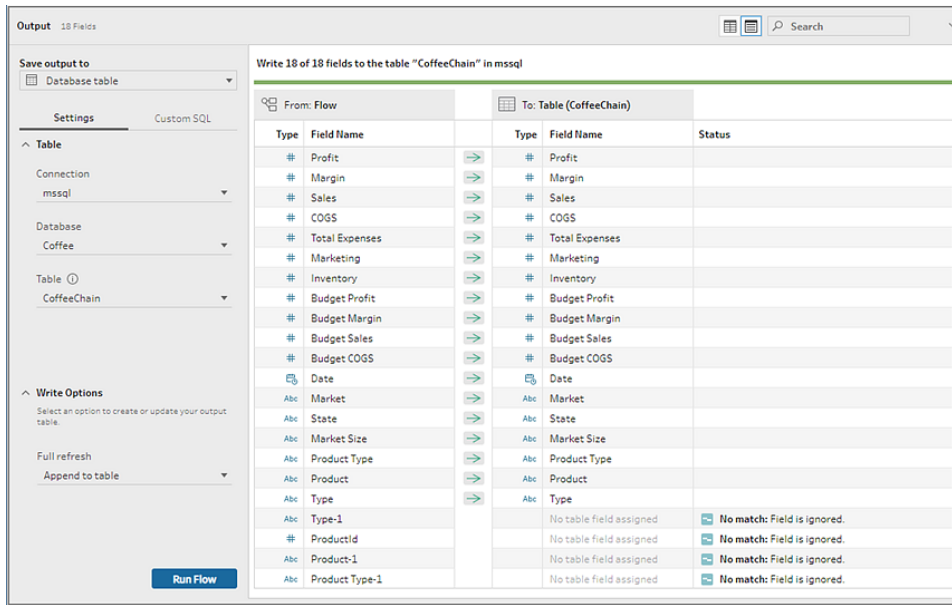 Output 18 Fields
Search
Save output to
Database table
Settings Custom SQL
Table
Connection
mssql
Database
Coffee
Table
CoffeeChain
Write Options
Select an option to create or update your output
table.
Full refresh
Append to table
Run Flow
Write 18 of 18 fields to the table "CoffeeChain" in mssql
From: Flow To: Table (CoffeeChain)
Type Field Name Type Field Name Status
# Profit → # Profit
# Margin → # Margin
# Sales → # Sales
# COGS → # COGS
# Total Expenses → # Total Expenses
# Marketing → # Marketing
# Inventory → # Inventory
# Budget Profit → # Budget Profit
# Budget Margin → # Budget Margin
# Budget Sales → # Budget Sales
# Budget COGS → # Budget COGS
Date → Date
Abc Market → Abc Market
Abc State → Abc State
Abc Market Size → Abc Market Size
Abc Product Type → Abc Product Type
Abc Product → Abc Product
Abc Type → Abc Type
Abc Type-1 No table field assigned No match: Field is ignored.
# ProductId No table field assigned No match: Field is ignored.
Abc Product-1 No table field assigned No match: Field is ignored.
Abc Product Type-1 No table field assigned No match: Field is ignored.